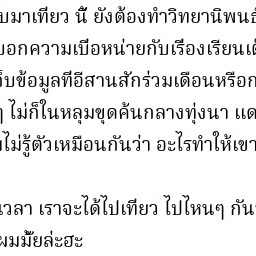 บมาเที่ยว นี้ ยังต้องทำวิทยานิพนธ์
บอกความเบื่อหน่ายกับเรื่องเรียนเ
ก็บข้อมูลที่อีสานสักร่วมเดือนหรือก
ๆ ไม่ก็ในหลุมขุดค้นกลางทุ่งนา แด
ไม่รู้ตัวเหมือนกันว่า อะไรทำให้เขา
เวลา เราจะได้ไปเที่ยว ไปไหนๆ กัน
ผมมั้ยล่ะฮะ